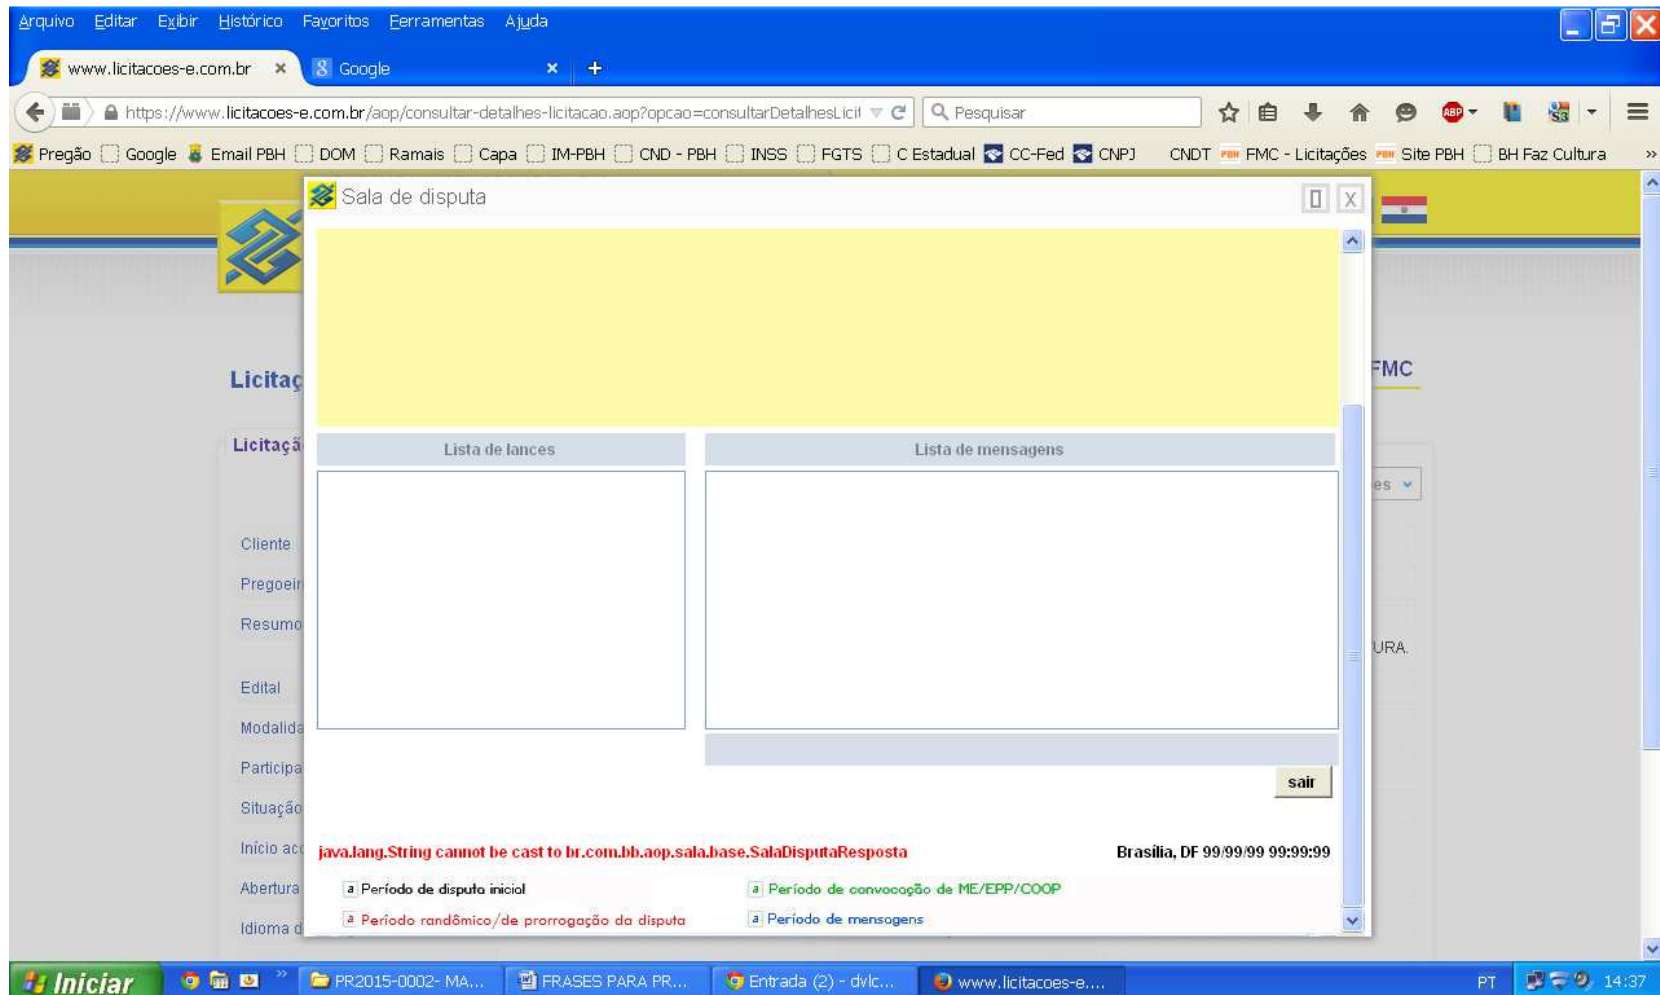 Arquivo Editar Exibir Histórico Favoritos Ferramentas Ajuda
www.licitacoes-e.com.br × Google × +
https://www.licitacoes-e.com.br/aop/consultar-detalhes-licitacao.aop?opcao=consultarDetalhesLicit Pesquisar ABP S3
Pregão Google Email PBH DOM Ramais Capa IM-PBH CND - PBH INSS FGTS C Estadual CC-Fed CNPJ CNDT PBH FMC - Licitações PBH Site PBH BH Faz Cultura »
Sala de disputa X
Licitaç FMC
Licitaçã
Lista de lances Lista de mensagens
es
Cliente
Pregoeir
Resumo
URA.
Edital
Modalida
Participa
sair
Situação
Início acc
java.lang.String cannot be cast to br.com.bb.aop.sala.base.SalaDisputaResposta Brasília, DF 99/99/99 99:99:99
Abertura
a Período de disputa inicial a Período de convocação de ME/EPP/COOP
a Período randômico/de prorrogação da disputa a Período de mensagens
Idioma d
Iniciar » PR2015-0002- MA... FRASES PARA PR... Entrada (2) - dvlc... www.licitacoes-e.... PT 14:37